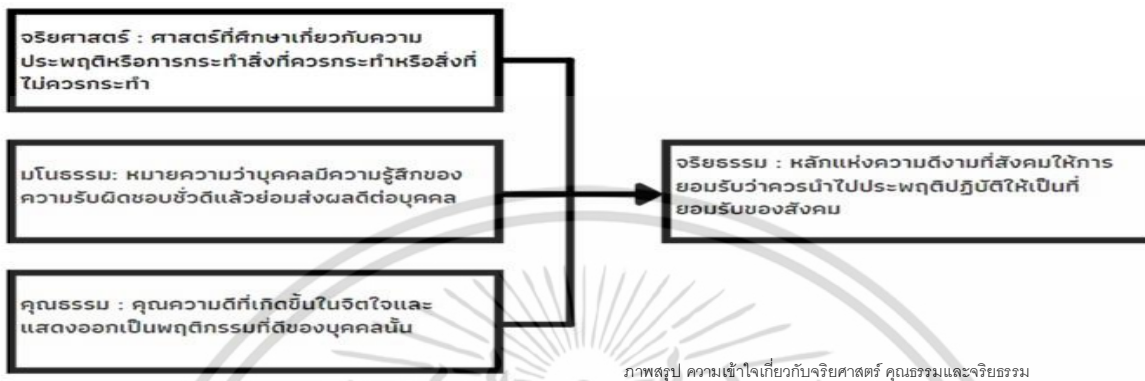 จริยศาสตร์ : ศาสตร์ที่ศึกษาเกี่ยวกับความ
ประพฤติหรือการกระทำสิ่งที่ควรกระทำหรือสิ่งที่
ไม่ควรกระทำ
มโนธรรม: หมายความว่าบุคคลมีความรู้สึกของ
ความรับผิดชอบชั่วดีแล้วย่อมส่งผลดีต่อบุคคล
คุณธรรม : คุณความดีที่เกิดขึ้นในจิตใจและ
แสดงออกเป็นพฤติกรรมที่ดีของบุคคลนั้น
จริยธรรม : หลักแห่งความดีงามที่สังคมให้การ
ยอมรับว่าควรนำไปประพฤติปฏิบัติให้เป็นที่
ยอมรับของสังคม
ภาพสรุป ความเข้าใจเกี่ยวกับจริยศาสตร์ คุณธรรมและจริยธรรม